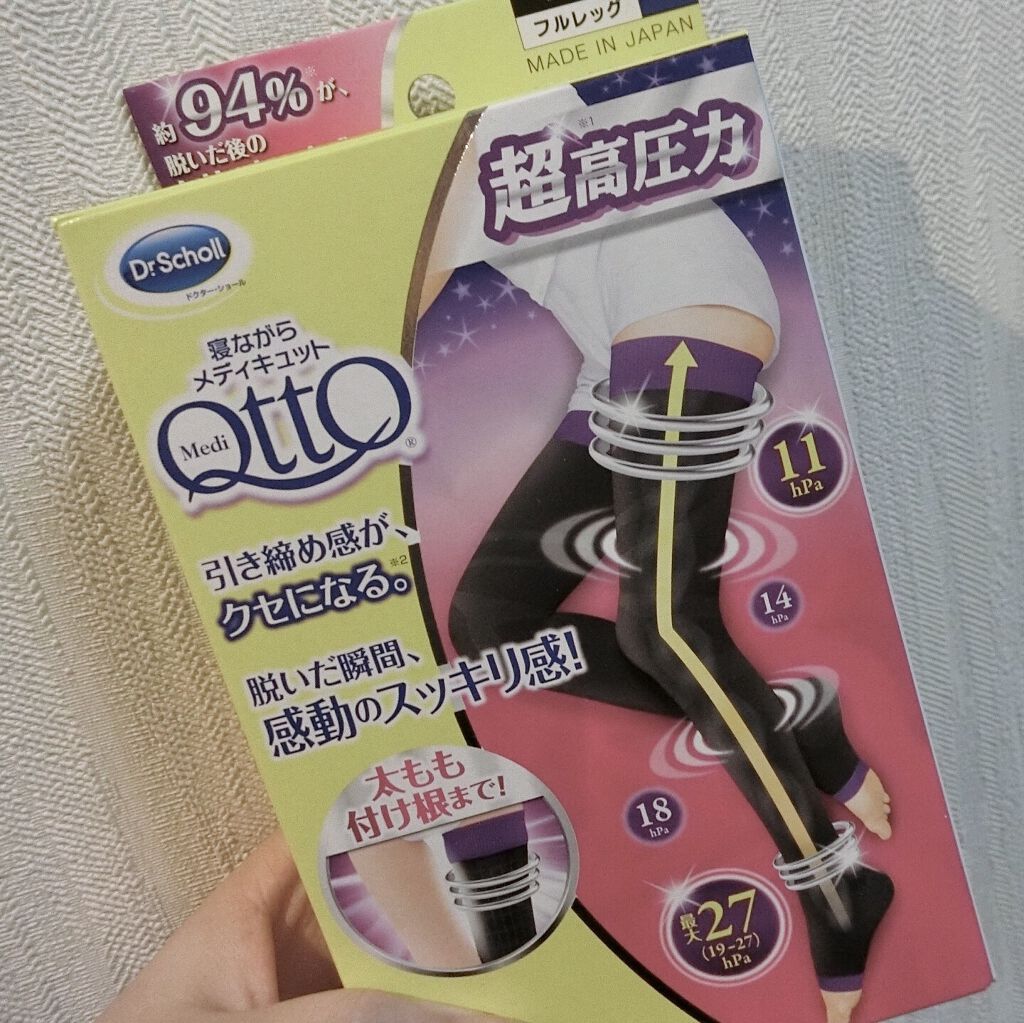 フルレッグ
MADE IN JAPAN
約94%※が、
脱いだ後の
※1
超高圧力
Dr.Scholl
ドクター・ショール
寝ながら
メディキュット
Medi QttO®
引き締め感が、
クセになる。※2
脱いだ瞬間、
感動のスッキリ感!
太もも
付け根まで!
11
hPa
14
hPa
18
hPa
最大27
(19-27)
hPa